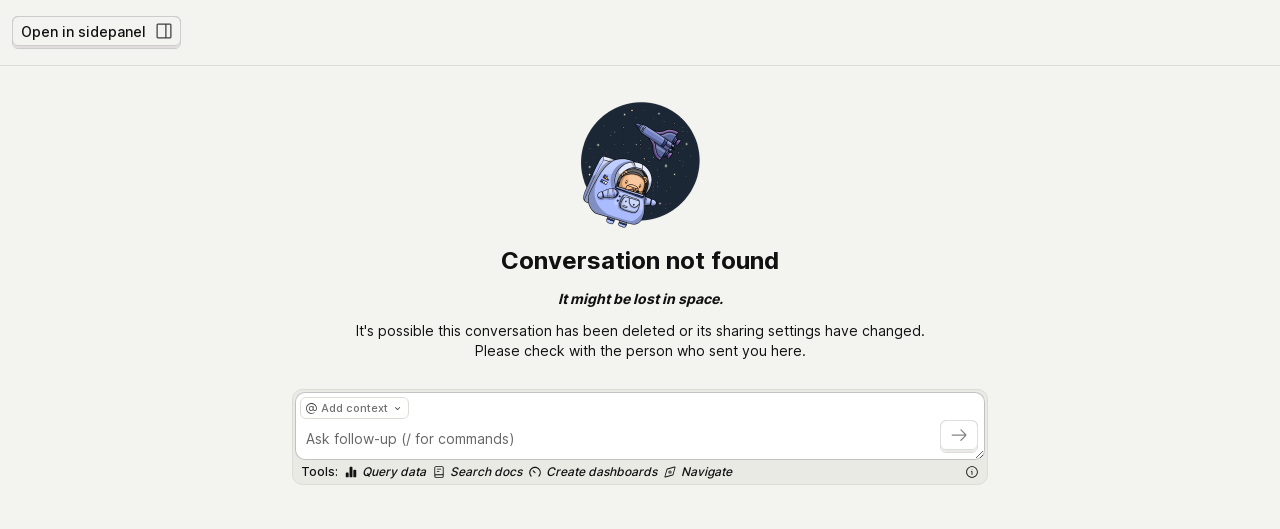 Open in sidepanel
Conversation not found
It might be lost in space.
It's possible this conversation has been deleted or its sharing settings have changed.
Please check with the person who sent you here.
@ Add context
Ask follow-up (/ for commands)
Tools: Query data Search docs Create dashboards Navigate